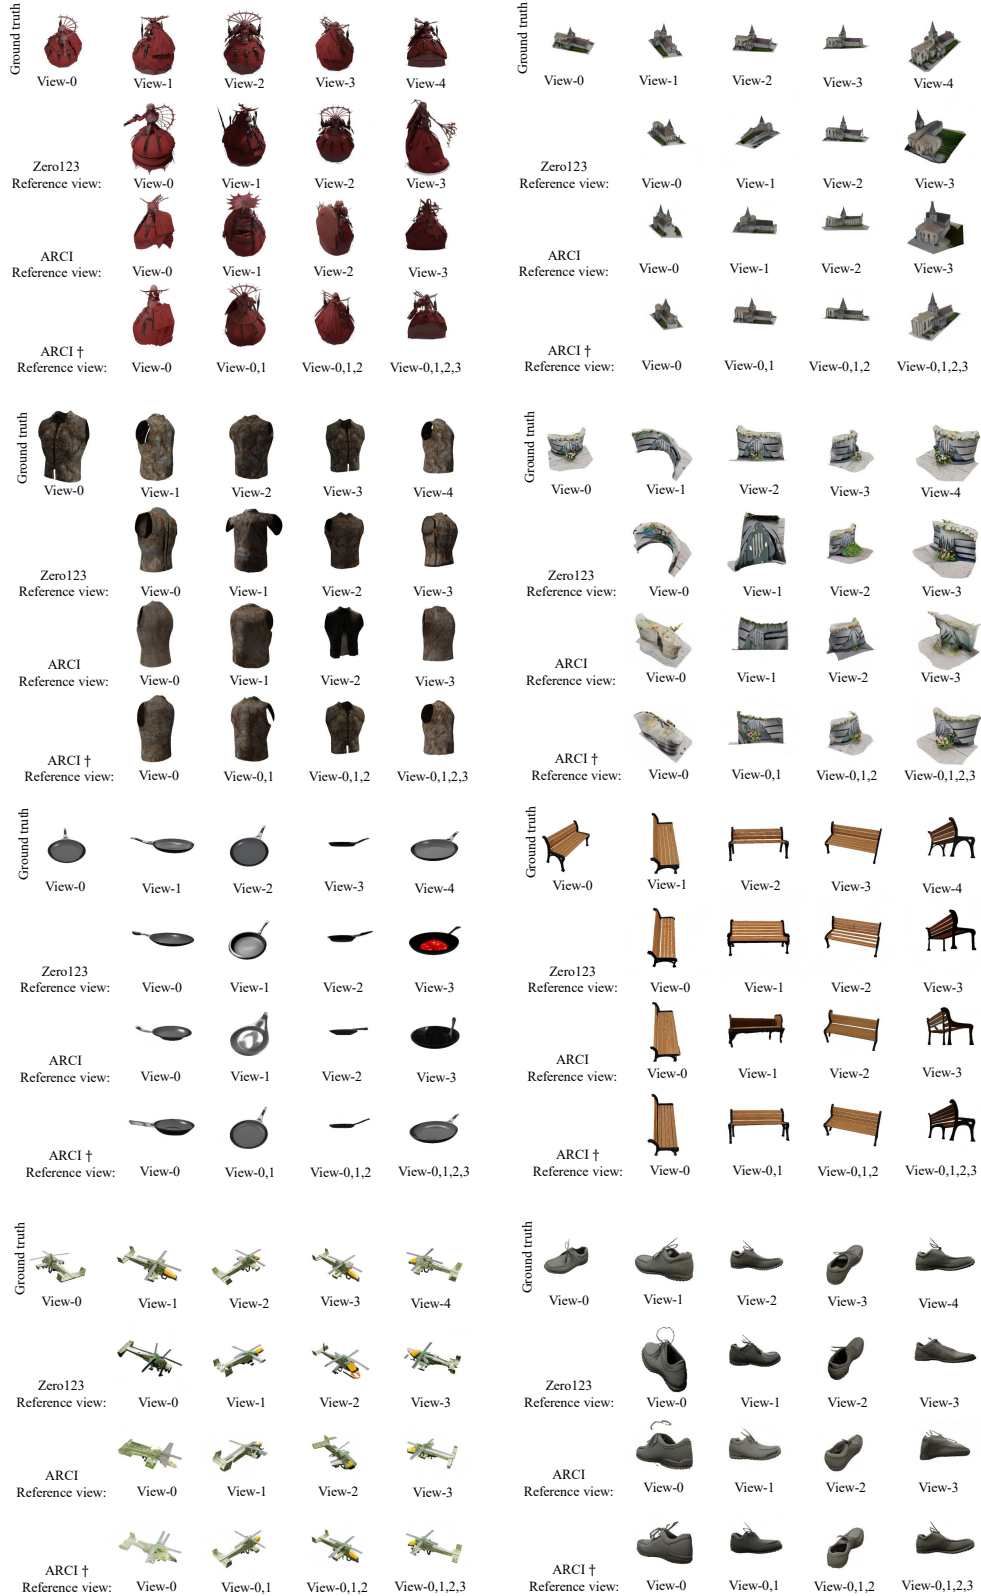 Ground truth
View-0 View-1 View-2 View-3 View-4
Zero123
Reference view: View-0 View-1 View-2 View-3
ARCI
Reference view: View-0 View-1 View-2 View-3
ARCI †
Reference view: View-0 View-0,1 View-0,1,2 View-0,1,2,3
Ground truth
View-0 View-1 View-2 View-3 View-4
Zero123
Reference view: View-0 View-1 View-2 View-3
ARCI
Reference view: View-0 View-1 View-2 View-3
ARCI †
Reference view: View-0 View-0,1 View-0,1,2 View-0,1,2,3
Ground truth
View-0 View-1 View-2 View-3 View-4
Zero123
Reference view: View-0 View-1 View-2 View-3
ARCI
Reference view: View-0 View-1 View-2 View-3
ARCI †
Reference view: View-0 View-0,1 View-0,1,2 View-0,1,2,3
Ground truth
View-0 View-1 View-2 View-3 View-4
Zero123
Reference view: View-0 View-1 View-2 View-3
ARCI
Reference view: View-0 View-1 View-2 View-3
ARCI †
Reference view: View-0 View-0,1 View-0,1,2 View-0,1,2,3
Ground truth
View-0 View-1 View-2 View-3 View-4
Zero123
Reference view: View-0 View-1 View-2 View-3
ARCI
Reference view: View-0 View-1 View-2 View-3
ARCI †
Reference view: View-0 View-0,1 View-0,1,2 View-0,1,2,3
Ground truth
View-0 View-1 View-2 View-3 View-4
Zero123
Reference view: View-0 View-1 View-2 View-3
ARCI
Reference view: View-0 View-1 View-2 View-3
ARCI †
Reference view: View-0 View-0,1 View-0,1,2 View-0,1,2,3
Ground truth
View-0 View-1 View-2 View-3 View-4
Zero123
Reference view: View-0 View-1 View-2 View-3
ARCI
Reference view: View-0 View-1 View-2 View-3
ARCI †
Reference view: View-0 View-0,1 View-0,1,2 View-0,1,2,3
Ground truth
View-0 View-1 View-2 View-3 View-4
Zero123
Reference view: View-0 View-1 View-2 View-3
ARCI
Reference view: View-0 View-1 View-2 View-3
ARCI †
Reference view: View-0 View-0,1 View-0,1,2 View-0,1,2,3